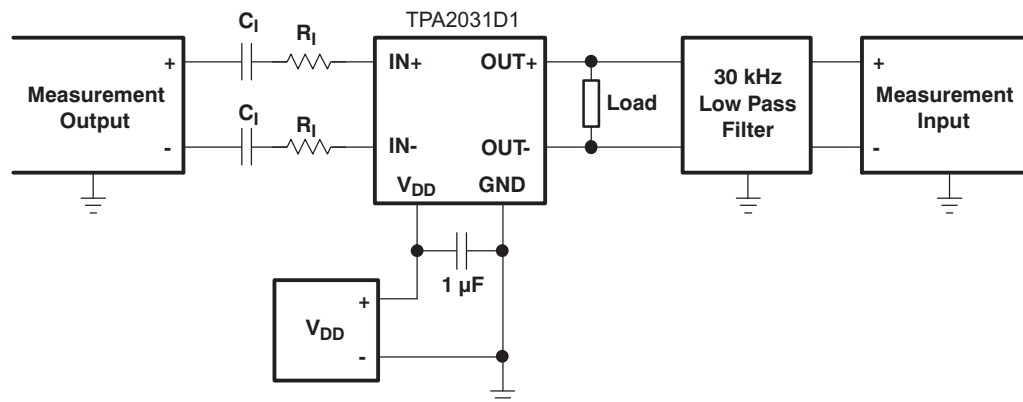 TPA2031D1
C_I
R_I
+
Measurement
Output
-
C_I
R_I
IN+
OUT+
IN-
OUT-
V_DD
GND
Load
30 kHz
Low Pass
Filter
+
Measurement
Input
-
1 µF
+
V_DD
-